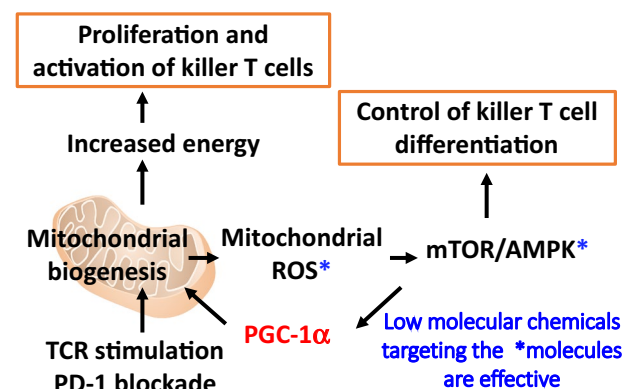 Proliferation and
activation of killer T cells
Increased energy
Control of killer T cell
differentiation
Mitochondrial
biogenesis
Mitochondrial
ROS*
mTOR/AMPK*
PGC-1α
TCR stimulation
PD-1 blockade
Low molecular chemicals
targeting the *molecules
are effective